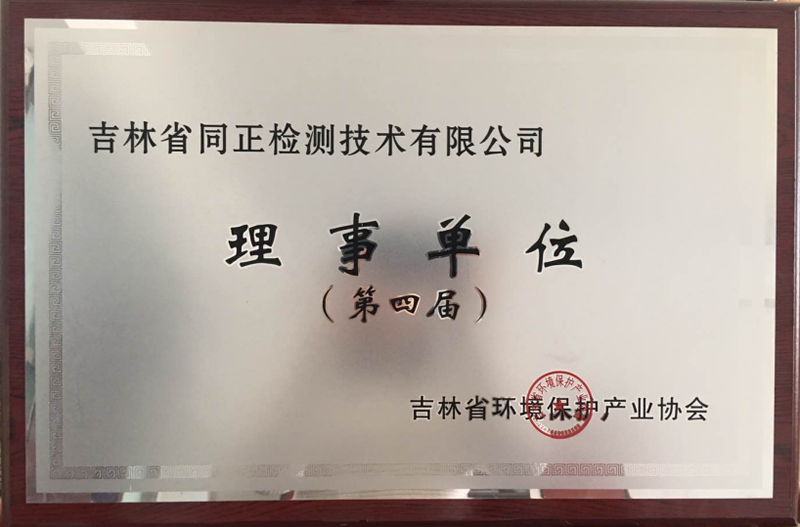 吉林省同正检测技术有限公司
理事单位
（第四届）
吉林省环境保护产业协会